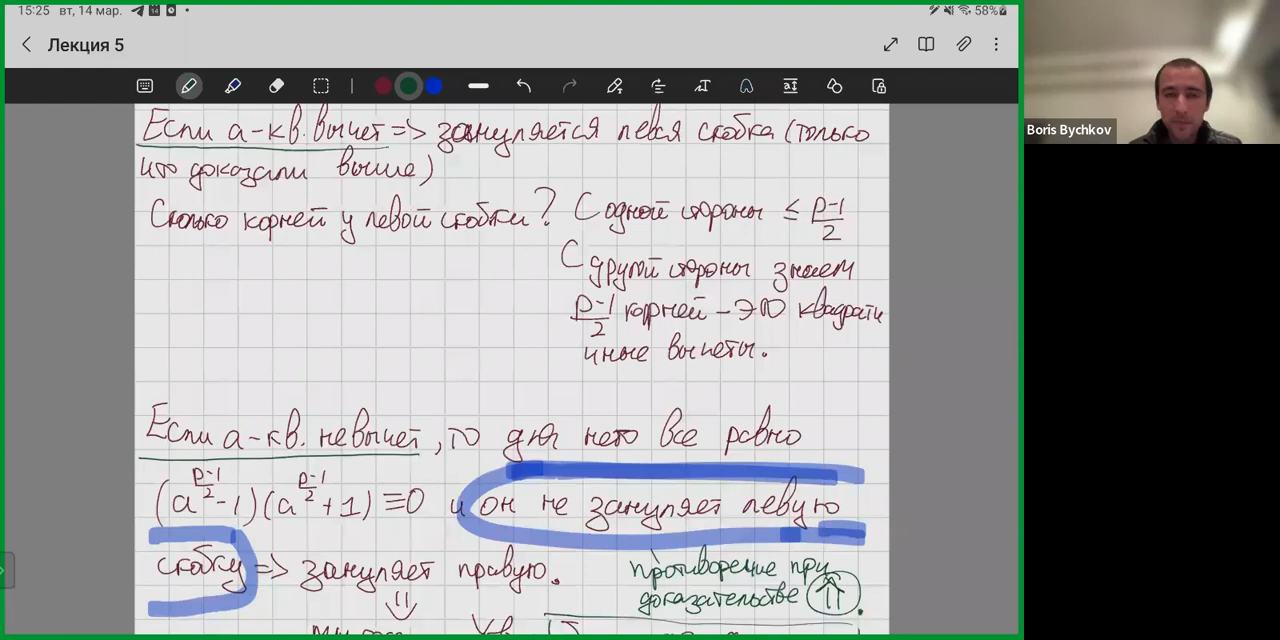 15:25 вт, 14 мар.
58%
Лекция 5
Boris Bychkov
Если a-кв. вычет => зануляется левая скобка (только
что доказали выше)
Сколько корней у левой скобки? С одной стороны ≤ p-1/2
С другой стороны знаем
p-1/2 корней - это квадрати
чные вычеты.
Если a-кв. невычет, то для него все равно
(a^(p-1)/2 - 1)(a^(p-1)/2 + 1) ≡ 0 и он не зануляет левую
скобку => зануляет правую.
противоречие при
доказательстве ⇑.